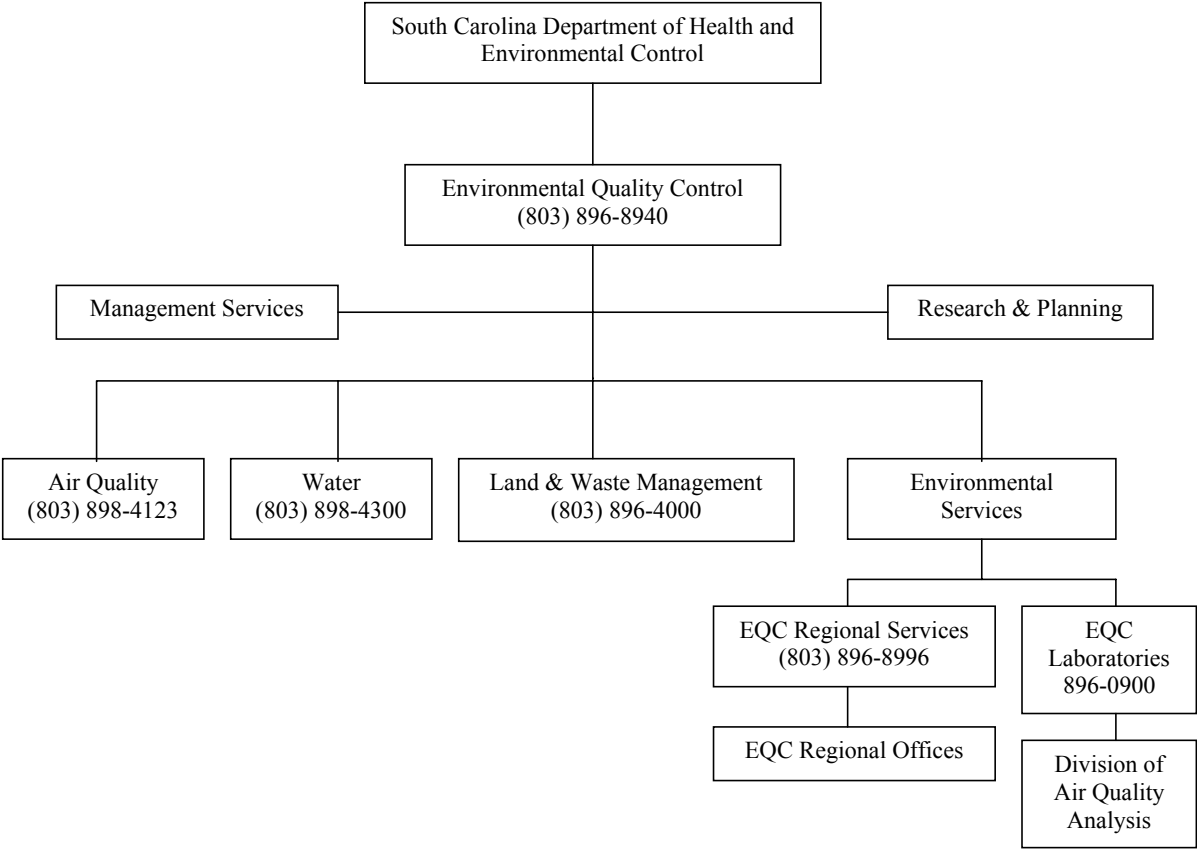 South Carolina Department of Health and
Environmental Control
Environmental Quality Control
(803) 896-8940
Management Services
Research & Planning
Air Quality
(803) 898-4123
Water
(803) 898-4300
Land & Waste Management
(803) 896-4000
Environmental
Services
EQC Regional Services
(803) 896-8996
EQC
Laboratories
896-0900
EQC Regional Offices
Division of
Air Quality
Analysis